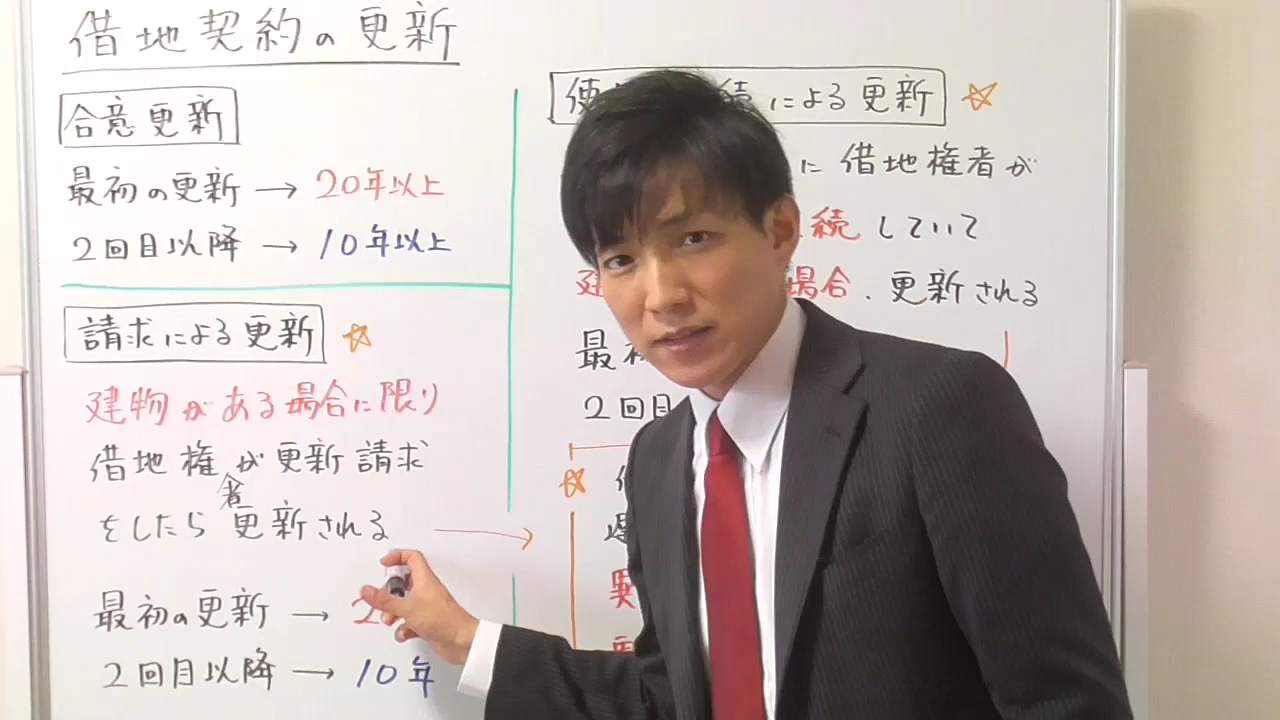 借地契約の更新
合意更新
最初の更新 → 20年以上
2回目以降 → 10年以上
請求による更新 ☆
建物がある場合に限り
借地権者が更新請求
をしたら更新される →
最初の更新 → 2
2回目以降 → 10年
使 続による更新 ☆
に借地権者が
続していて
建 場合、更新される
最
2回目
☆